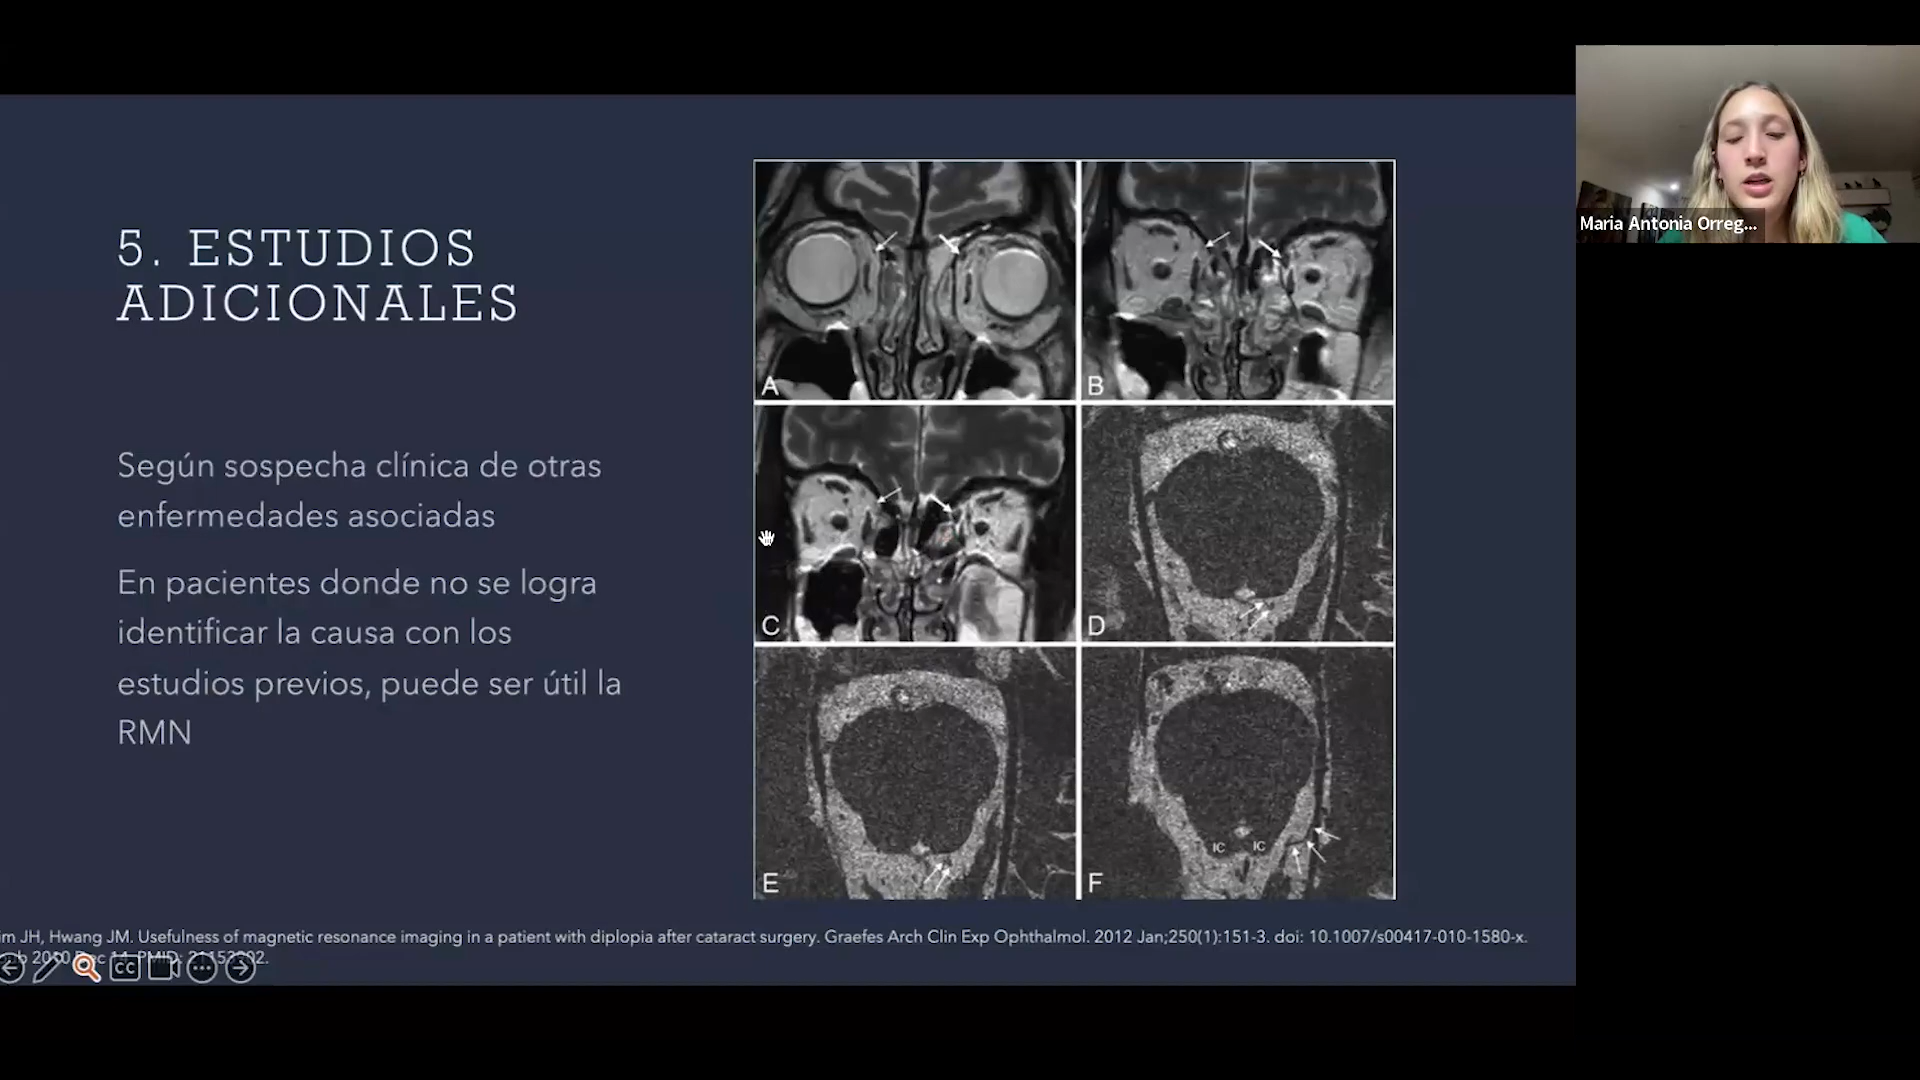 5. ESTUDIOS
ADICIONALES
Según sospecha clínica de otras
enfermedades asociadas
En pacientes donde no se logra
identificar la causa con los
estudios previos, puede ser útil la
RMN
A
B
C
D
E
F
IC IC
JH, Hwang JM. Usefulness of magnetic resonance imaging in a patient with diplopia after cataract surgery. Graefes Arch Clin Exp Ophthalmol. 2012 Jan;250(1):151-3. doi: 10.1007/s00417-010-1580-x.
CC
Maria Antonia Orreg...